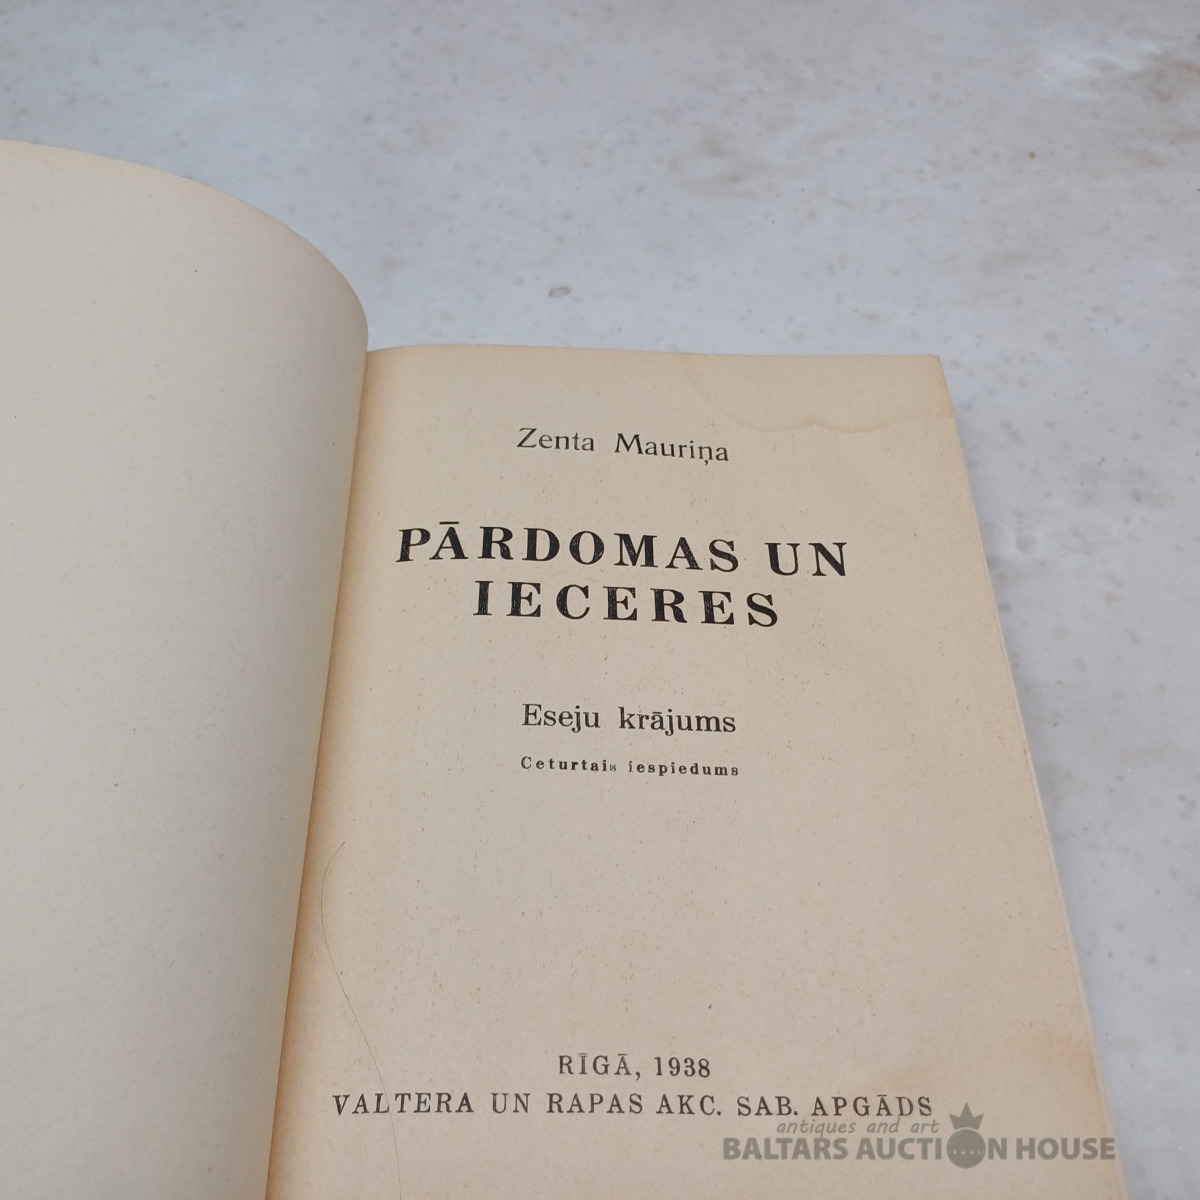 Zenta Mauriņa
PĀRDOMAS UN
IECERES
Eseju krājums
Ceturtais iespiedums
RĪGĀ, 1938
VALTERA UN RAPAS AKC. SAB. APGĀDS
antiques and art
BALTARS AUCTION HOUSE